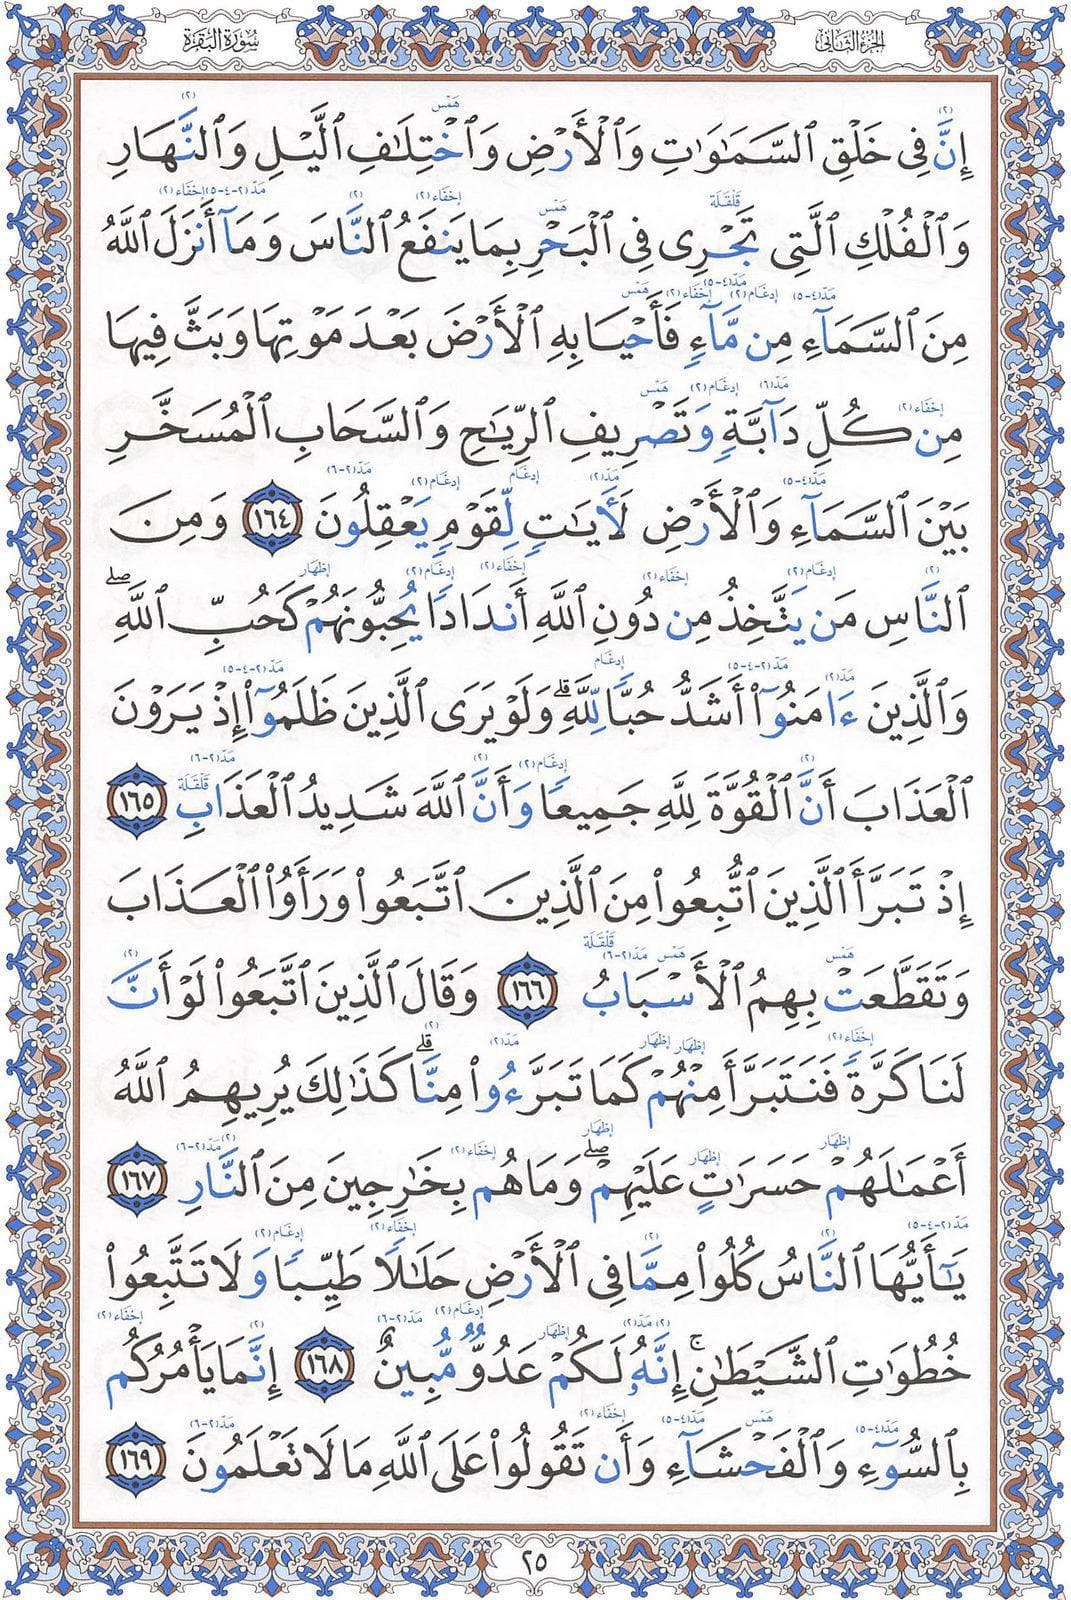 الجزء الثاني
سورة البقرة
إِنَّ فِى خَلْقِ ٱلسَّمَٰوَٰتِ وَٱلْأَرْضِ وَٱخْتِلَٰفِ ٱلَّيْلِ وَٱلنَّهَارِ
وَٱلْفُلْكِ ٱلَّتِى تَجْرِى فِى ٱلْبَحْرِ بِمَا يَنفَعُ ٱلنَّاسَ وَمَآ أَنزَلَ ٱللَّهُ
مِنَ ٱلسَّمَآءِ مِن مَّآءٍ فَأَحْيَا بِهِ ٱلْأَرْضَ بَعْدَ مَوْتِهَا وَبَثَّ فِيهَا
مِن كُلِّ دَآبَّةٍ وَتَصْرِيفِ ٱلرِّيَٰحِ وَٱلسَّحَابِ ٱلْمُسَخَّرِ
بَيْنَ ٱلسَّمَآءِ وَٱلْأَرْضِ لَءَايَٰتٍ لِّقَوْمٍ يَعْقِلُونَ ١٦٤ وَمِنَ
ٱلنَّاسِ مَن يَتَّخِذُ مِن دُونِ ٱللَّهِ أَندَادًا يُحِبُّونَهُمْ كَحُبِّ ٱللَّهِ ۖ
وَٱلَّذِينَ ءَامَنُوٓا۟ أَشَدُّ حُبًّا لِّلَّهِ ۗ وَلَوْ يَرَى ٱلَّذِينَ ظَلَمُوٓا۟ إِذْ يَرَوْنَ
ٱلْعَذَابَ أَنَّ ٱلْقُوَّةَ لِلَّهِ جَمِيعًا وَأَنَّ ٱللَّهَ شَدِيدُ ٱلْعَذَابِ ١٦٥
إِذْ تَبَرَّأَ ٱلَّذِينَ ٱتُّبِعُوا۟ مِنَ ٱلَّذِينَ ٱتَّبَعُوا۟ وَرَأَوُا۟ ٱلْعَذَابَ
وَتَقَطَّعَتْ بِهِمُ ٱلْأَسْبَابُ ١٦٦ وَقَالَ ٱلَّذِينَ ٱتَّبَعُوا۟ لَوْ أَنَّ
لَنَا كَرَّةً فَنَتَبَرَّأَ مِنْهُمْ كَمَا تَبَرَّءُوا۟ مِنَّا ۗ كَذَٰلِكَ يُرِيهِمُ ٱللَّهُ
أَعْمَٰلَهُمْ حَسَرَٰتٍ عَلَيْهِمْ ۖ وَمَا هُم بِخَٰرِجِينَ مِنَ ٱلنَّارِ ١٦٧
يَٰٓأَيُّهَا ٱلنَّاسُ كُلُوا۟ مِمَّا فِى ٱلْأَرْضِ حَلَٰلًا طَيِّبًا وَلَا تَتَّبِعُوا۟
خُطُوَٰتِ ٱلشَّيْطَٰنِ ۚ إِنَّهُۥ لَكُمْ عَدُوٌّ مُّبِينٌ ١٦٨ إِنَّمَا يَأْمُرُكُم
بِٱلسُّوٓءِ وَٱلْفَحْشَآءِ وَأَن تَقُولُوا۟ عَلَى ٱللَّهِ مَا لَا تَعْلَمُونَ ١٦٩
٢٥